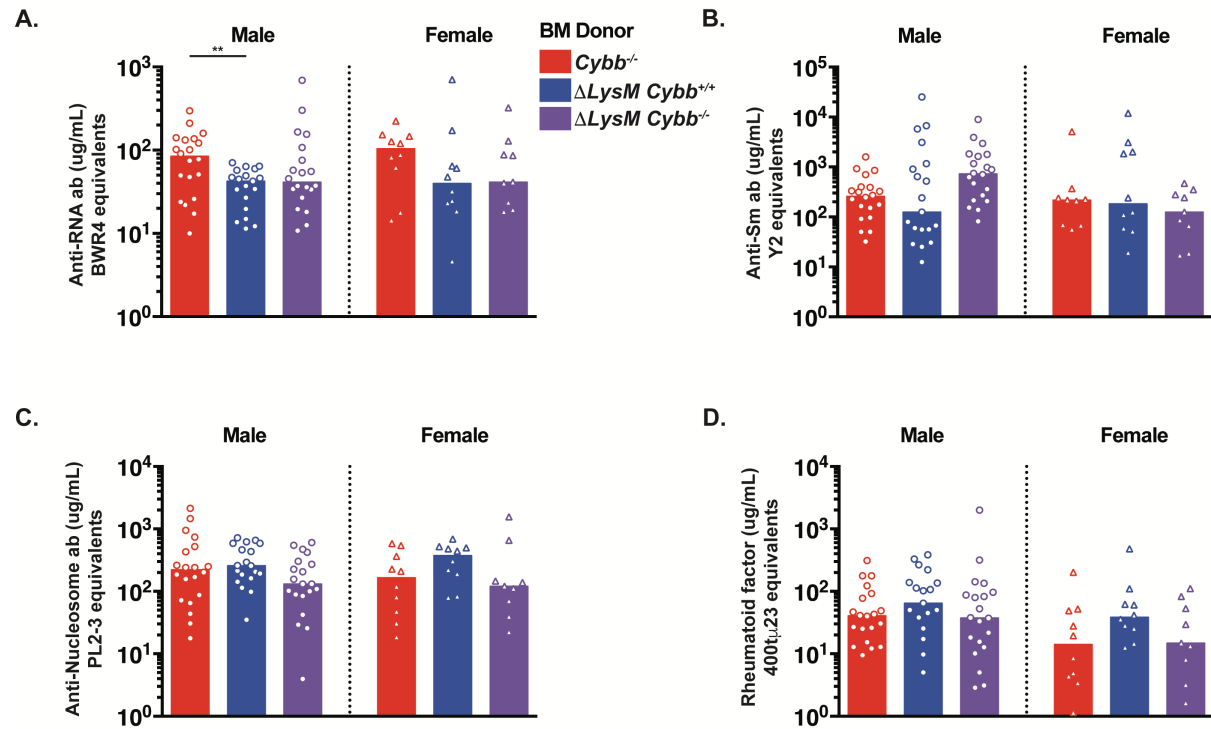 A.
Male
Female
**
Anti-RNA ab (ug/mL)
BWR4 equivalents
10³
10²
10¹
10⁰
BM Donor
Cybb⁻/⁻
ΔLysM Cybb⁺/⁺
ΔLysM Cybb⁻/⁻
B.
Male
Female
Anti-Sm ab (ug/mL)
Y2 equivalents
10⁵
10⁴
10³
10²
10¹
10⁰
C.
Male
Female
Anti-Nucleosome ab (ug/mL)
PL2-3 equivalents
10⁴
10³
10²
10¹
10⁰
D.
Male
Female
Rheumatoid factor (ug/mL)
400tμ23 equivalents
10⁴
10³
10²
10¹
10⁰